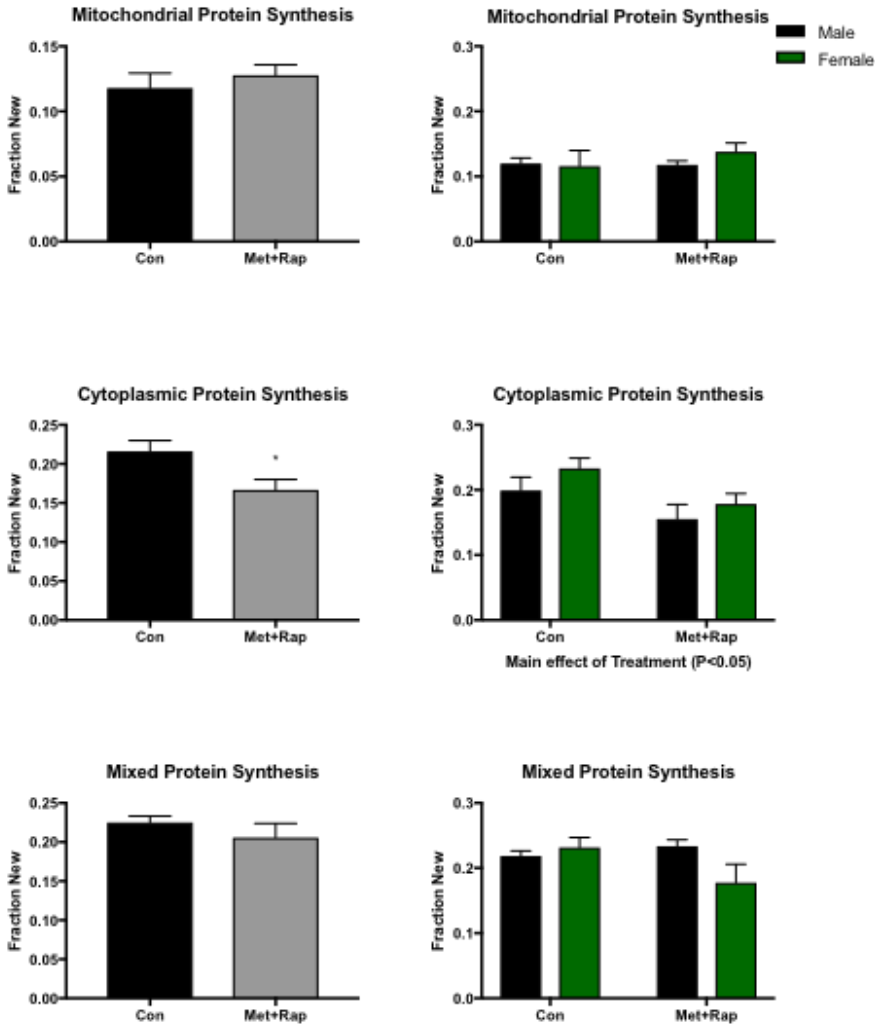 Mitochondrial Protein Synthesis
Fraction New
0.15
0.10
0.05
0.00
Con Met+Rap
Mitochondrial Protein Synthesis
Male
Female
Fraction New
0.3
0.2
0.1
0.0
Con Met+Rap
Cytoplasmic Protein Synthesis
Fraction New
0.25
0.20
0.15
0.10
0.05
0.00
*
Con Met+Rap
Cytoplasmic Protein Synthesis
Fraction New
0.3
0.2
0.1
0.0
Con Met+Rap
Main effect of Treatment (P<0.05)
Mixed Protein Synthesis
Fraction New
0.25
0.20
0.15
0.10
0.05
0.00
Con Met+Rap
Mixed Protein Synthesis
Fraction New
0.3
0.2
0.1
0.0
Con Met+Rap